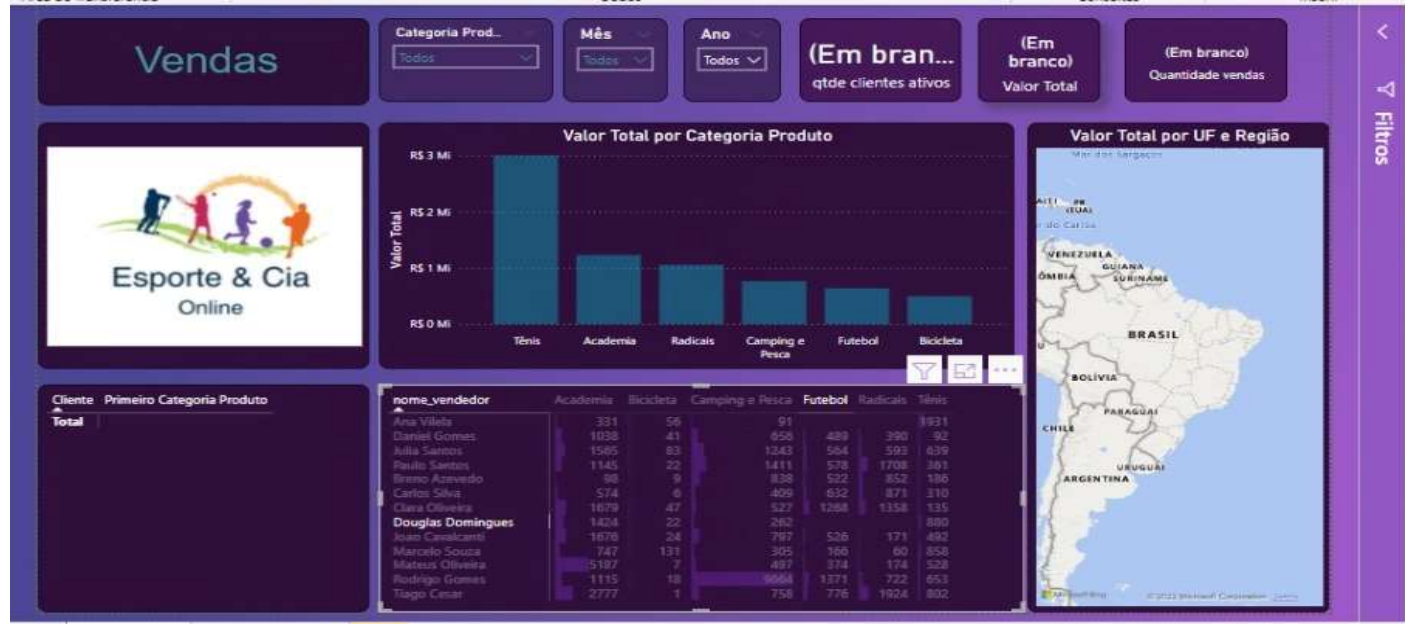 Vendas
Categoria Prod...
Todos
Mês
Todos
Ano
Todos
(Em bran...
qtde clientes ativos
(Em
branco)
Valor Total
(Em branco)
Quantidade vendas
Filtros
Esporte & Cia
Online
Valor Total por Categoria Produto
Valor Total
R$ 3 Mi
R$ 2 Mi
R$ 1 Mi
R$ 0 Mi
Tênis
Academia
Radicais
Camping e
Pesca
Futebol
Bicicleta
Valor Total por UF e Região
Mar dos Sargaços
VENEZUELA
GUIANA
SURINAME
ÔMBIA
BRASIL
BOLÍVIA
PARAGUAI
CHILE
URUGUAI
ARGENTINA
Cliente Primeiro Categoria Produto
Total
nome_vendedor Academia Bicicleta Camping e Pesca Futebol Radicais Tênis
Ana Vilela 331 56 91 1931
Daniel Gomes 1038 41 656 489 390 92
Julia Santos 1565 83 1243 564 593 639
Paulo Santos 1145 22 1411 578 1708 361
Breno Azevedo 98 9 838 522 852 186
Carlos Silva 574 6 409 632 871 310
Clara Oliveira 1679 47 527 1268 1358 135
Douglas Domingues 1424 22 262 880
Joao Cavalcanti 1676 24 797 526 171 492
Marcelo Souza 747 131 305 166 60 858
Mateus Oliveira 5187 7 497 374 174 528
Rodrigo Gomes 1115 18 9664 1371 722 653
Tiago Cesar 2777 1 758 776 1924 802